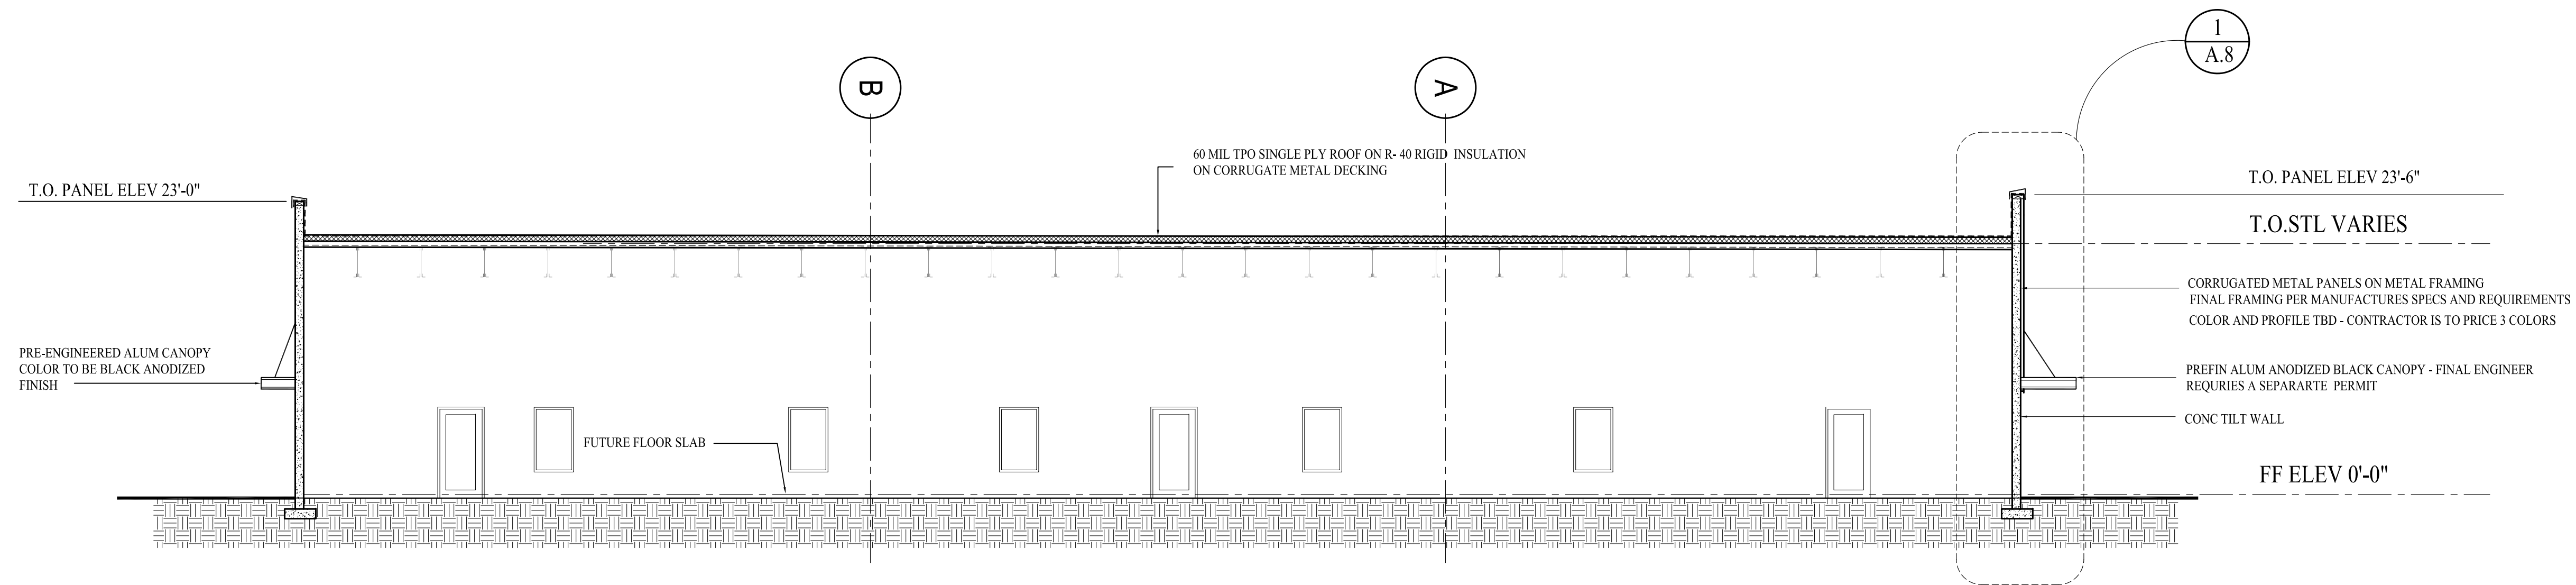 1
A.8
B
A
60 MIL TPO SINGLE PLY ROOF ON R- 40 RIGID INSULATION
ON CORRUGATE METAL DECKING
T.O. PANEL ELEV 23'-0"
T.O. PANEL ELEV 23'-6"
T.O.STL VARIES
CORRUGATED METAL PANELS ON METAL FRAMING
FINAL FRAMING PER MANUFACTURES SPECS AND REQUIREMENTS
COLOR AND PROFILE TBD - CONTRACTOR IS TO PRICE 3 COLORS
PRE-ENGINEERED ALUM CANOPY
COLOR TO BE BLACK ANODIZED
FINISH
PREFIN ALUM ANODIZED BLACK CANOPY - FINAL ENGINEER
REQURIES A SEPARARTE PERMIT
CONC TILT WALL
FUTURE FLOOR SLAB
FF ELEV 0'-0"